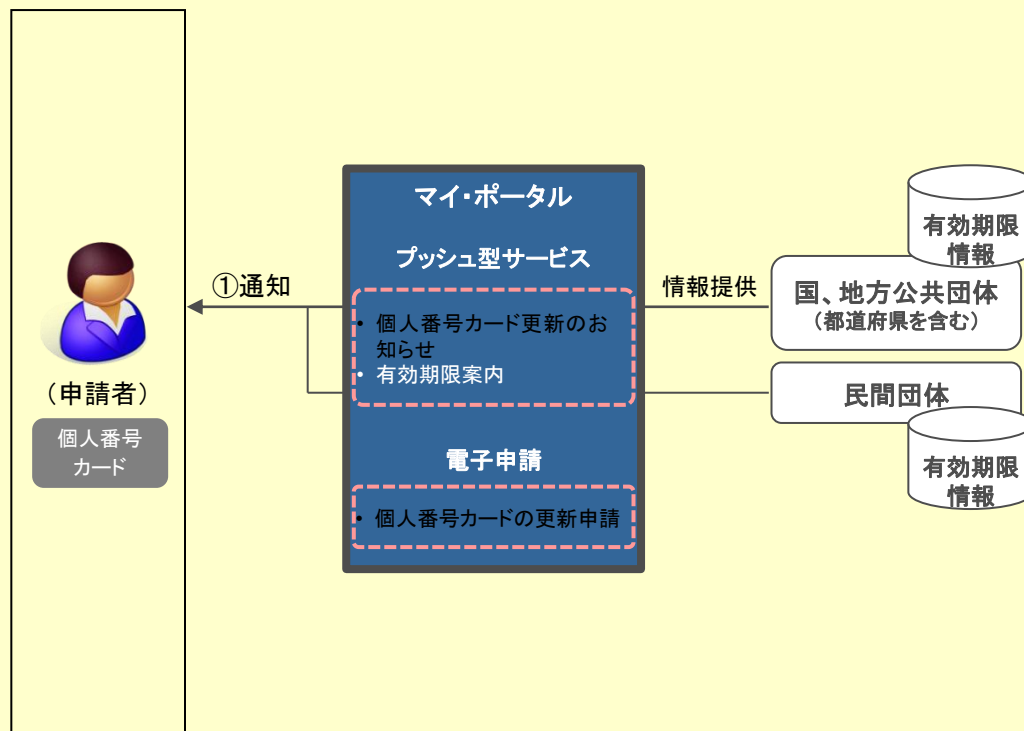 マイ・ポータル
プッシュ型サービス
• 個人番号カード更新のお
知らせ
• 有効期限案内
電子申請
• 個人番号カードの更新申請
①通知
(申請者)
個人番号
カード
情報提供
有効期限
情報
国、地方公共団体
(都道府県を含む)
民間団体
有効期限
情報